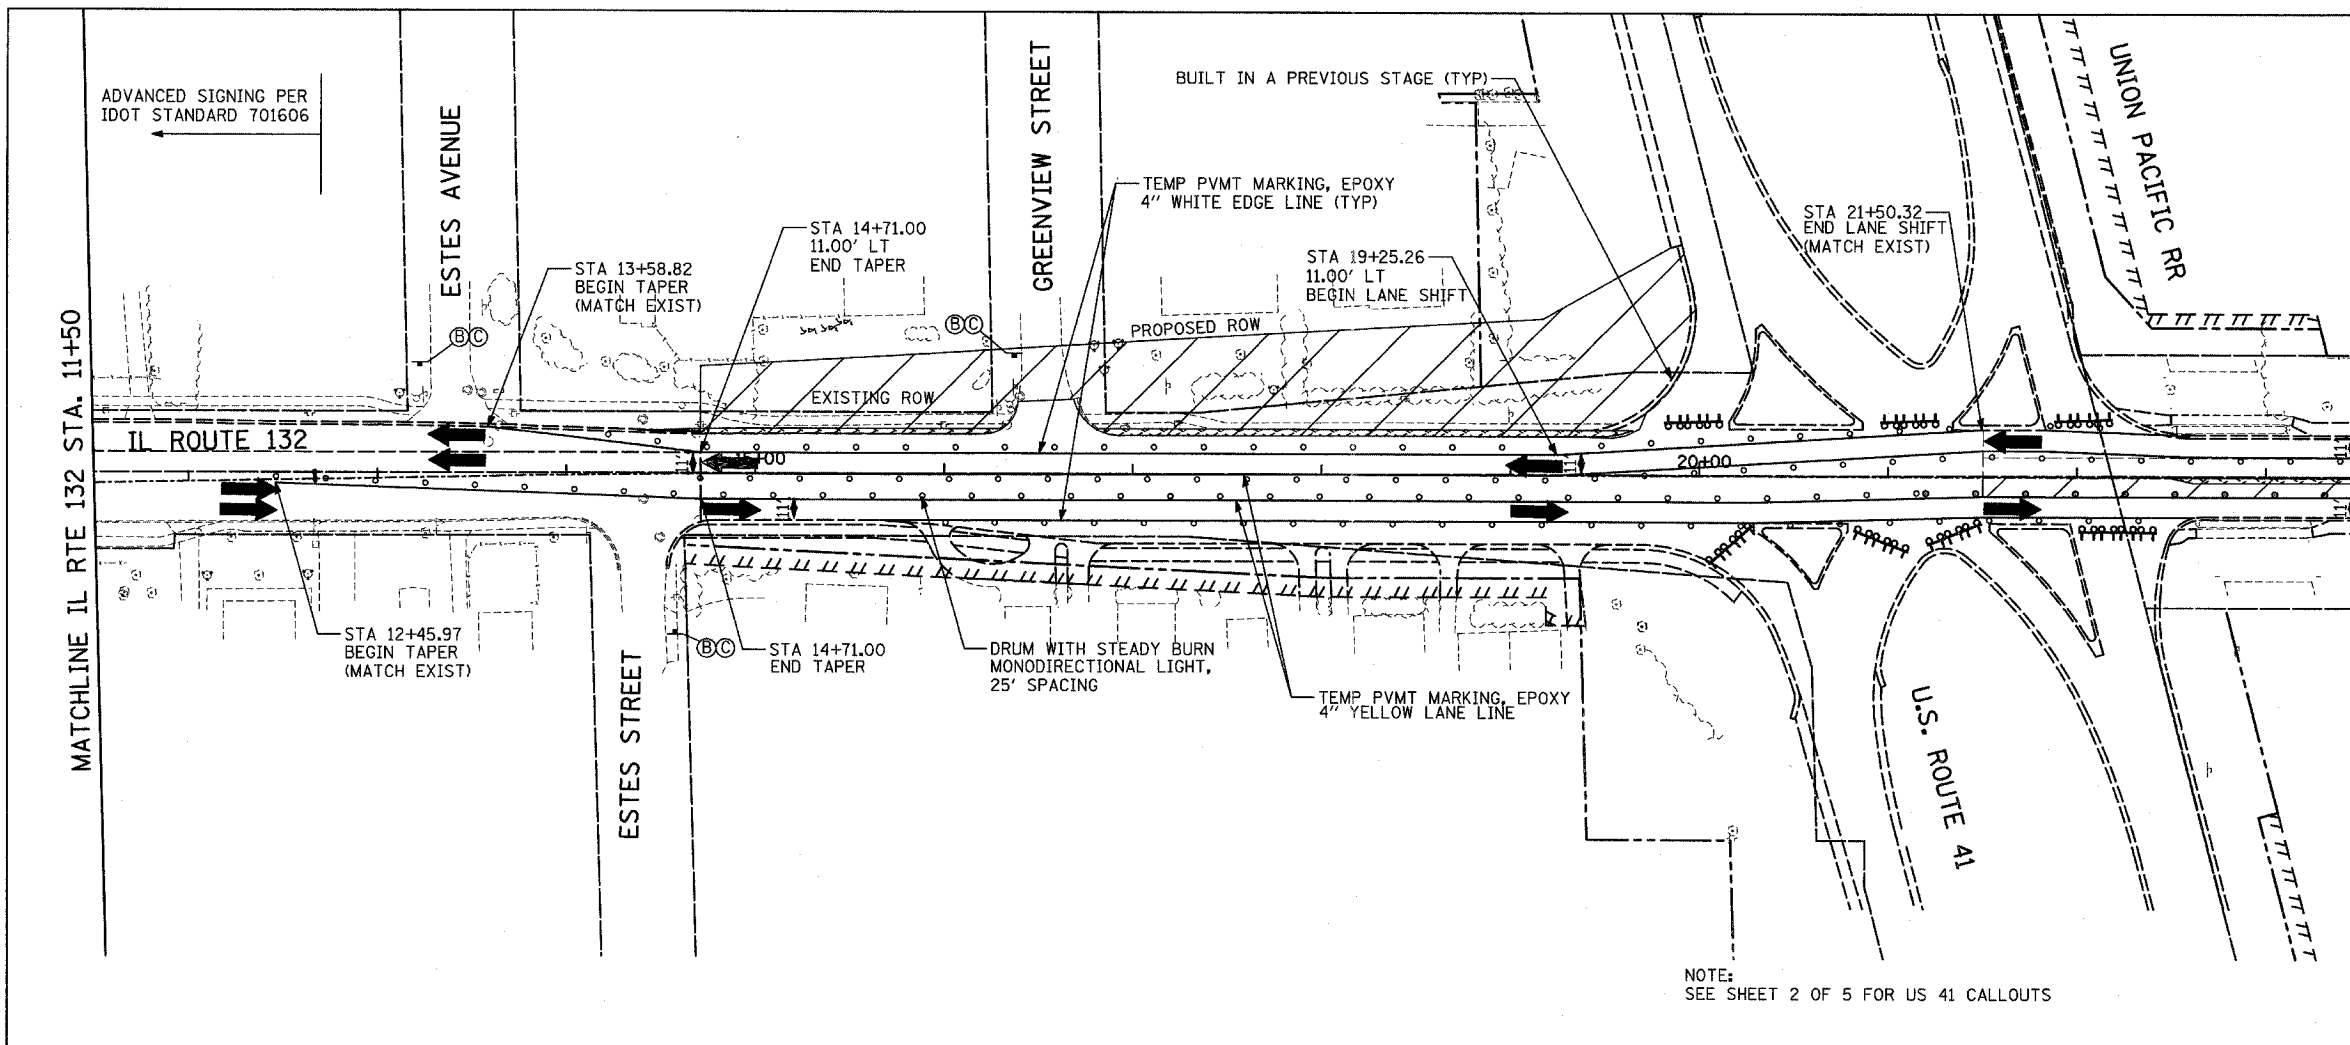 ADVANCED SIGNING PER
IDOT STANDARD 701606
ESTES AVENUE
GREENVIEW STREET
BUILT IN A PREVIOUS STAGE (TYP)
UNION PACIFIC RR
TEMP PVMT MARKING, EPOXY
4" WHITE EDGE LINE (TYP)
STA 14+71.00
11.00' LT
END TAPER
STA 13+58.82
BEGIN TAPER
(MATCH EXIST)
STA 19+25.26
11.00' LT
BEGIN LANE SHIFT
STA 21+50.32
END LANE SHIFT
(MATCH EXIST)
B C
B C
PROPOSED ROW
EXISTING ROW
MATCHLINE IL RTE 132 STA. 11+50
IL ROUTE 132
11'
20+00
11'
STA 12+45.97
BEGIN TAPER
(MATCH EXIST)
B C
STA 14+71.00
END TAPER
DRUM WITH STEADY BURN
MONODIRECTIONAL LIGHT,
25' SPACING
TEMP PVMT MARKING, EPOXY
4" YELLOW LANE LINE
ESTES STREET
U.S. ROUTE 41
NOTE:
SEE SHEET 2 OF 5 FOR US 41 CALLOUTS